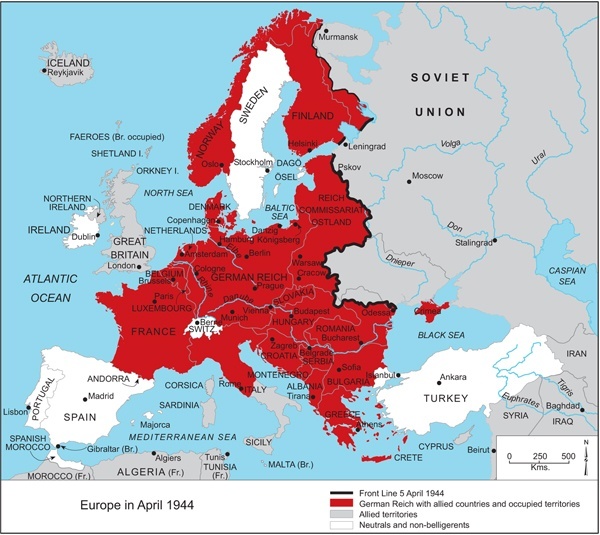 Murmansk
ICELAND
Reykjavik
SOVIET
UNION
SWEDEN
FINLAND
NORWAY
FAEROES (Br. occupied)
SHETLAND I.
ORKNEY I.
Helsinki
Leningrad
Volga
Ural
Oslo
Stockholm
DAGÖ
ÖSEL
Pskov
Moscow
NORTH SEA
NORTHERN
IRELAND
DENMARK
Copenhagen
BALTIC
SEA
REICH
COMMISSARIAT
OSTLAND
IRELAND
Dublin
GREAT
BRITAIN
London
NETHERLANDS
Amsterdam
Hamburg
Elbe
Danzig
Königsberg
Berlin
Don
Stalingrad
Dnieper
ATLANTIC
OCEAN
BELGIUM
Brussels
Cologne
Rhine
GERMAN REICH
Warsaw
Cracow
Prague
CASPIAN
SEA
Paris
LUXEMBOURG
Danube
SLOVAKIA
Vienna
Munich
Budapest
HUNGARY
Odessa
Crimea
FRANCE
Bern
SWITZ.
ROMANIA
Bucharest
BLACK SEA
Zagreb
CROATIA
Belgrade
SERBIA
IRAN
PORTUGAL
ANDORRA
CORSICA
MONTENEGRO
Sofia
BULGARIA
Istanbul
Ankara
TURKEY
Tigris
Lisbon
Madrid
SPAIN
SARDINIA
Rome
ITALY
ALBANIA
Tirana
Euphrates
SYRIA
Baghdad
IRAQ
Majorca
GREECE
Athens
SPANISH
MOROCCO
MEDITERRANEAN SEA
Gibraltar (Br.)
SICILY
CYPRUS
Beirut
CRETE
MOROCCO (Fr.)
Algiers
ALGERIA (Fr.)
Tunis
TUNISIA
(Fr.)
MALTA (Br.)
N
S
0 250 500
Kms.
Europe in April 1944
Front Line 5 April 1944
German Reich with allied countries and occupied territories
Allied territories
Neutrals and non-belligerents